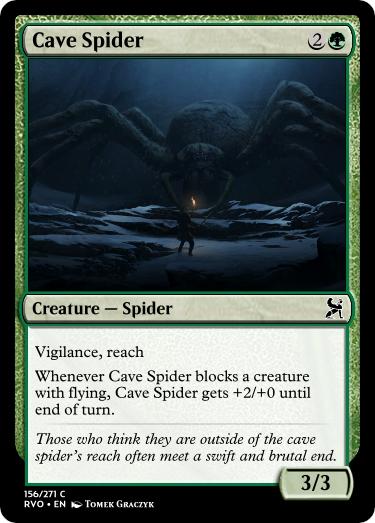 Cave Spider 2
Creature — Spider
Vigilance, reach
Whenever Cave Spider blocks a creature
with flying, Cave Spider gets +2/+0 until
end of turn.
Those who think they are outside of the cave
spider's reach often meet a swift and brutal end.
3/3
156/271 C
RVO • EN Tomek Graczyk